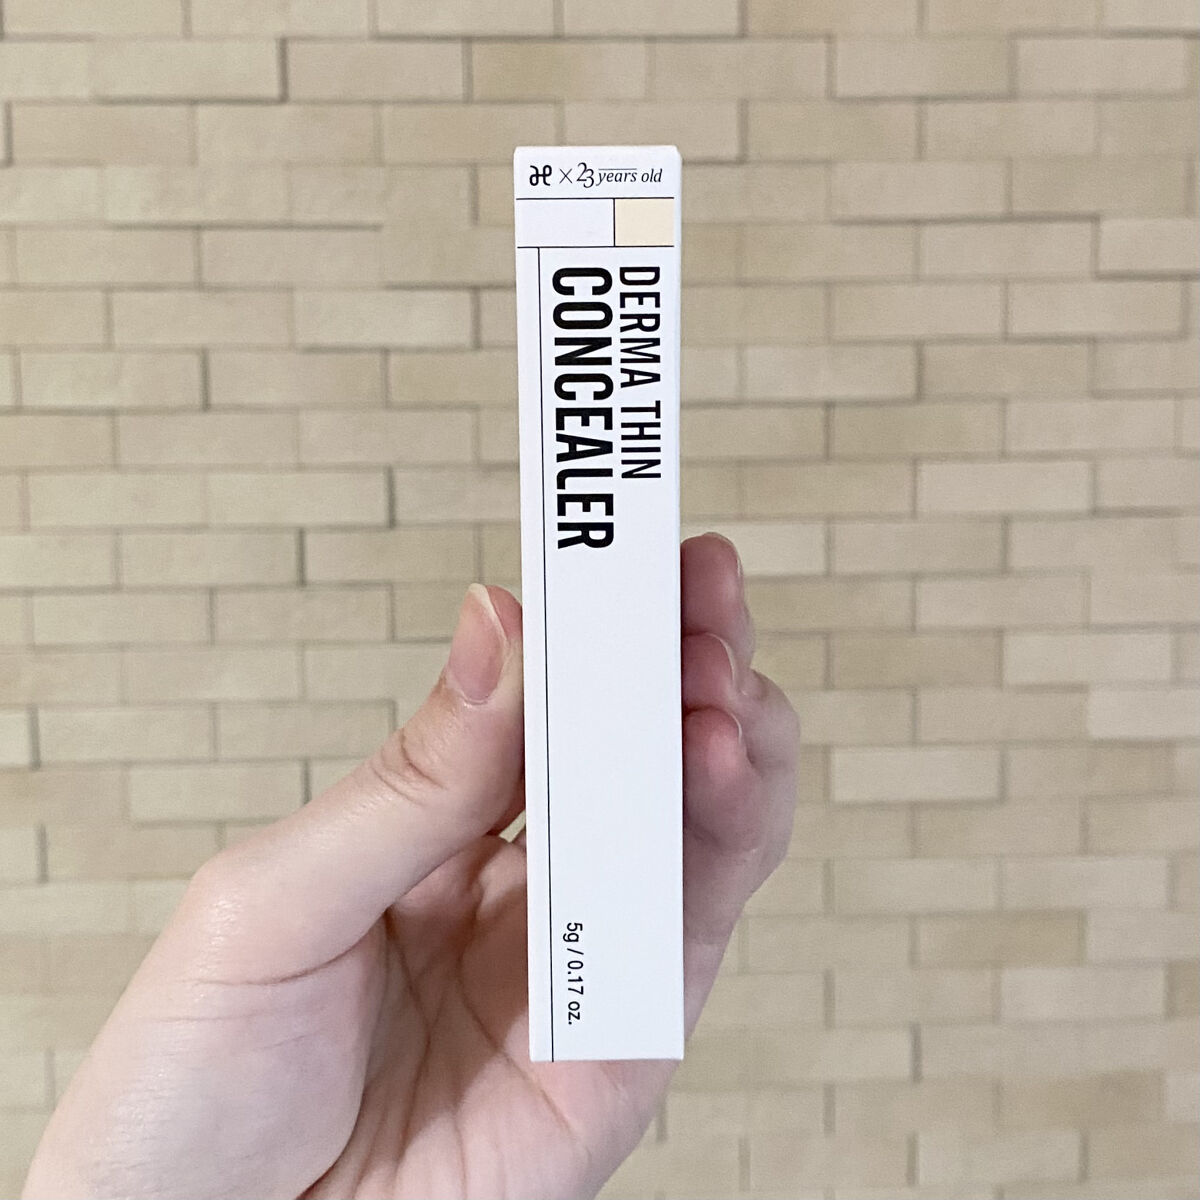 × 23 years old
DERMA THIN
CONCEALER
5g / 0.17 oz.